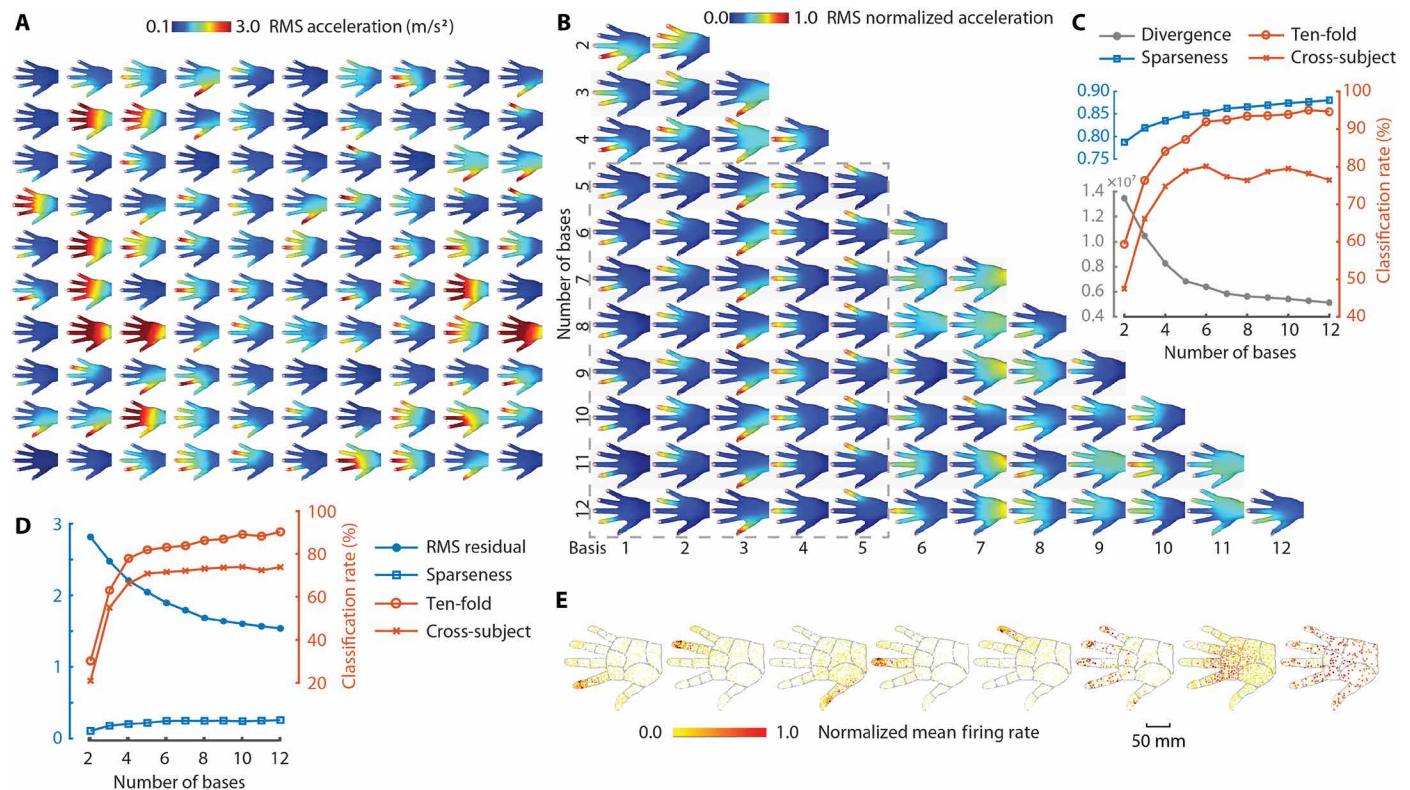 A
0.1 3.0 RMS acceleration (m/s²)
B
0.0 1.0 RMS normalized acceleration
Number of bases
2
3
4
5
6
7
8
9
10
11
12
Basis 1 2 3 4 5 6 7 8 9 10 11 12
C
Divergence Ten-fold
Sparseness Cross-subject
0.90
0.85
0.80
0.75
×10⁷
1.4
1.2
1.0
0.8
0.6
0.4
100
90
80
70
60
50
40
Classification rate (%)
2 4 6 8 10 12
Number of bases
D
3
2
1
0
100
80
60
40
20
Classification rate (%)
2 4 6 8 10 12
Number of bases
RMS residual
Sparseness
Ten-fold
Cross-subject
E
0.0 1.0 Normalized mean firing rate
50 mm